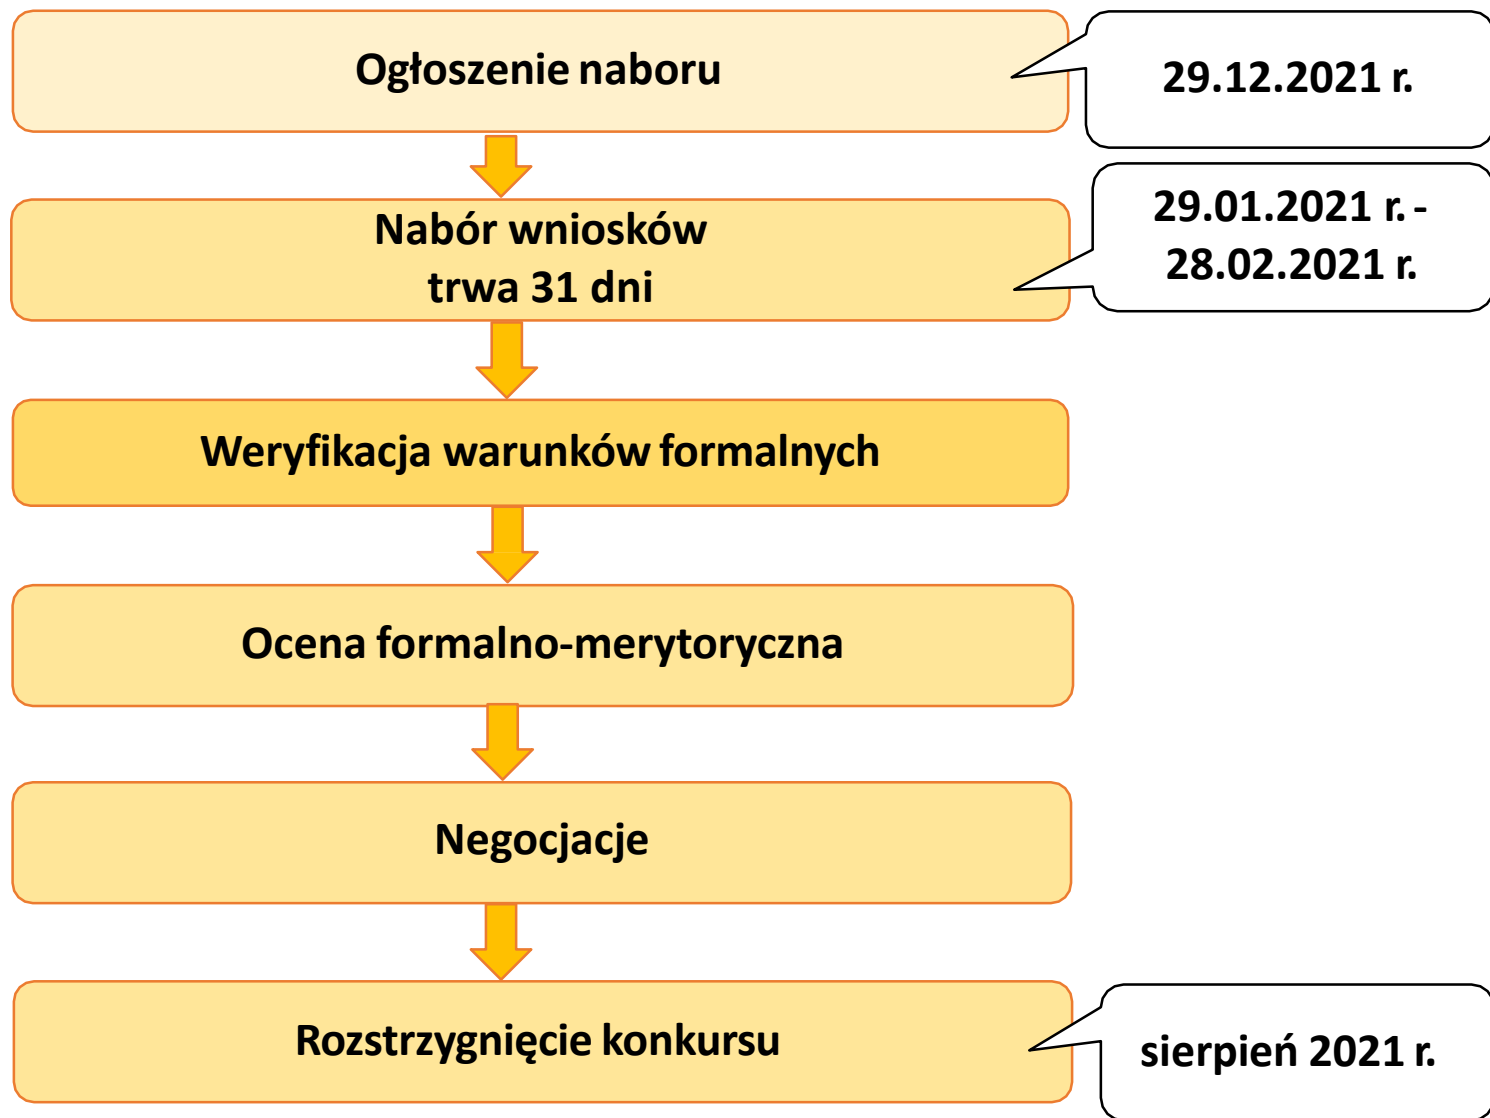 Ogłoszenie naboru
29.12.2021 r.
Nabór wniosków
trwa 31 dni
29.01.2021 r. -
28.02.2021 r.
Weryfikacja warunków formalnych
Ocena formalno-merytoryczna
Negocjacje
Rozstrzygnięcie konkursu
sierpień 2021 r.